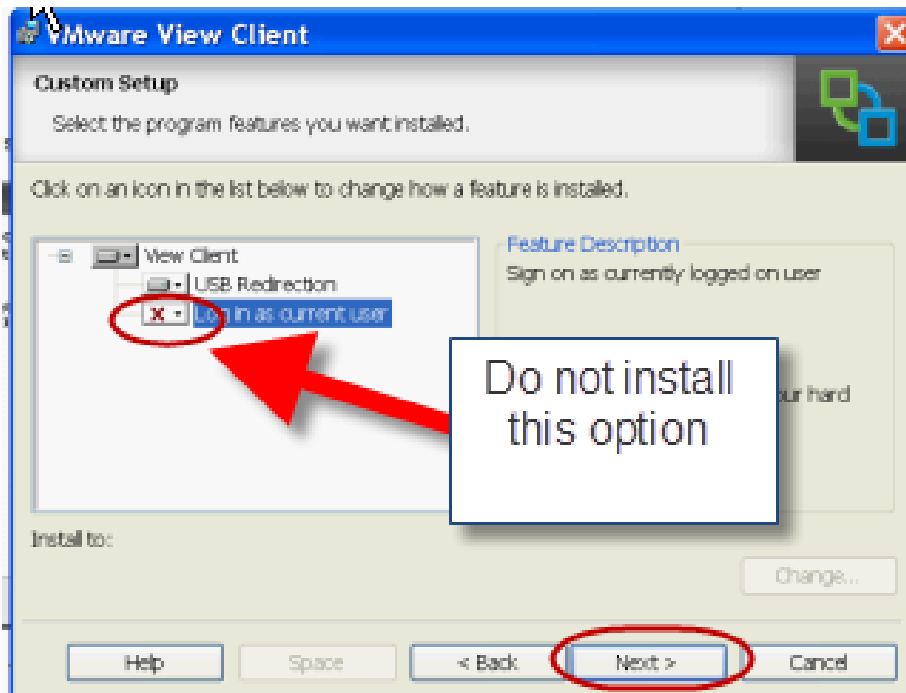 VMware View Client
Custom Setup
Select the program features you want installed.
Click on an icon in the list below to change how a feature is installed.
View Client
USB Redirection
Log in as current user
Feature Description
Sign on as currently logged on user
hard
Do not install
this option
Install to:
Change...
Help
Space
< Back
Next >
Cancel